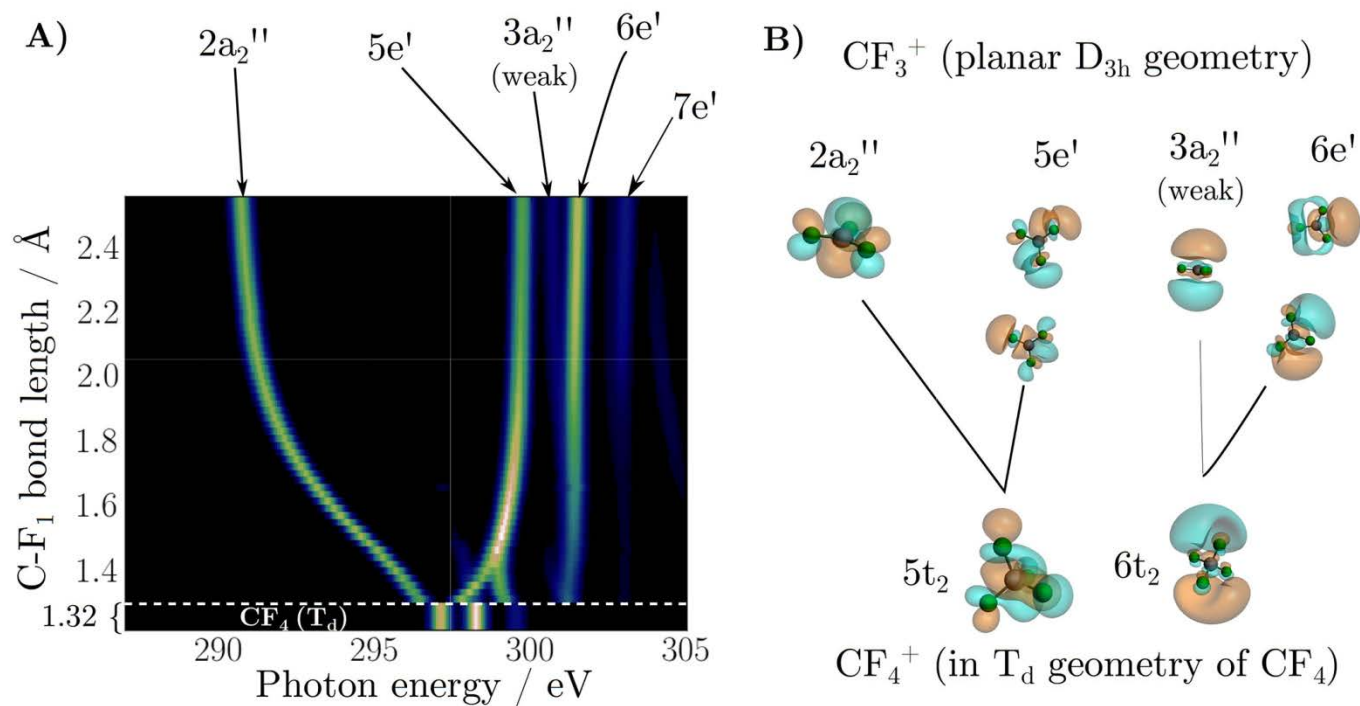 A)
2a₂''
5e'
3a₂''
(weak)
6e'
7e'
C-F₁ bond length / Å
2.4
2.2
2.0
1.8
1.6
1.4
1.32 {
CF₄ (T_d)
290
295
300
305
Photon energy / eV
B)
CF₃⁺ (planar D₃ₕ geometry)
2a₂''
5e'
3a₂''
(weak)
6e'
5t₂
6t₂
CF₄⁺ (in T_d geometry of CF₄)